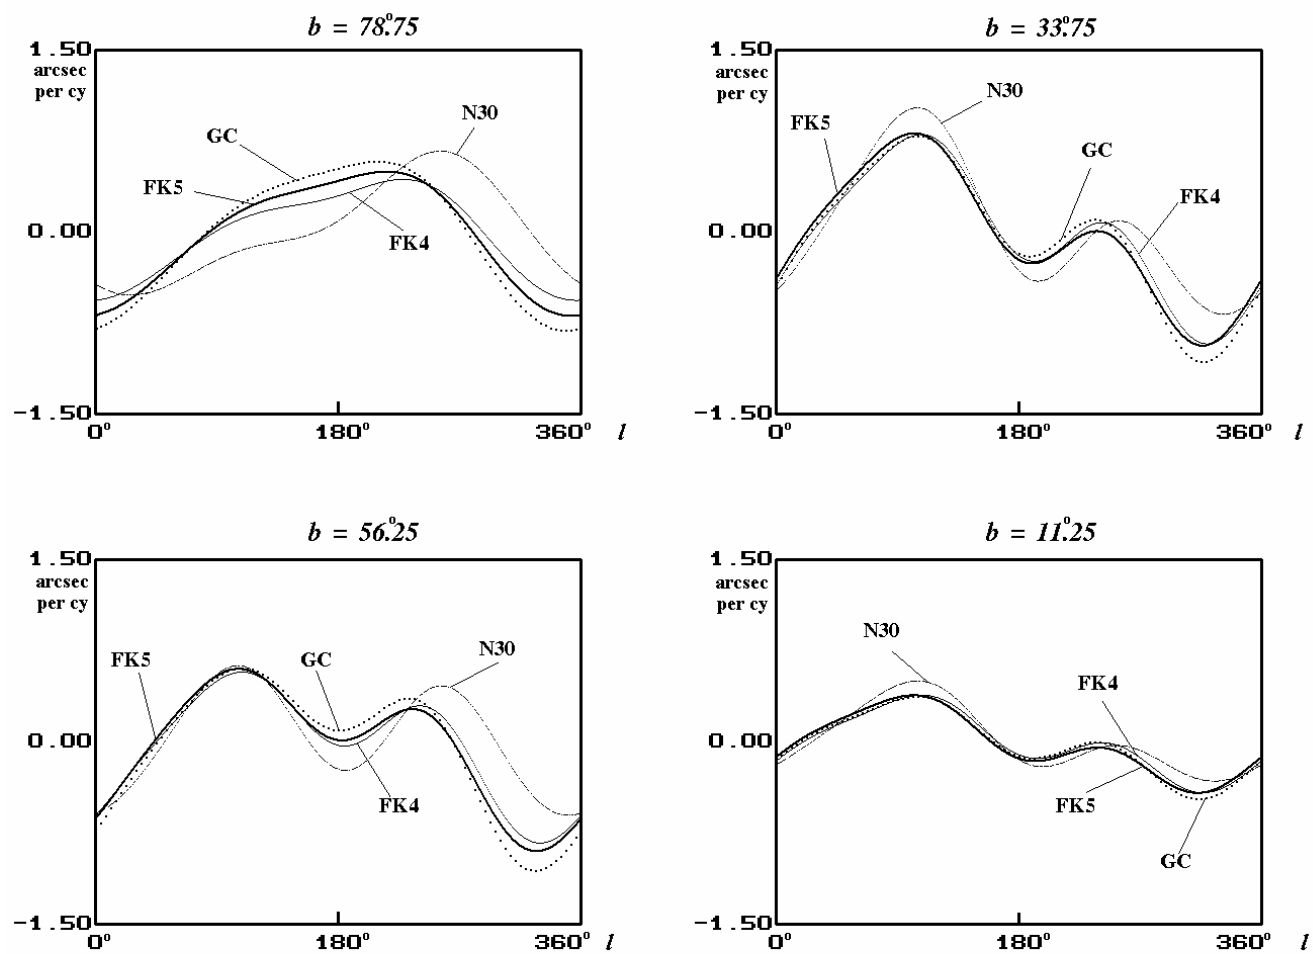 b = 78°.75
1.50
arcsec
per cy
N30
GC
FK5
0.00
FK4
-1.50
0° 180° 360° l
b = 33°.75
1.50
arcsec
per cy
N30
FK5
GC
FK4
0.00
-1.50
0° 180° 360° l
b = 56°.25
1.50
arcsec
per cy
FK5
GC
N30
0.00
FK4
-1.50
0° 180° 360° l
b = 11°.25
1.50
arcsec
per cy
N30
FK4
0.00
FK5
GC
-1.50
0° 180° 360° l